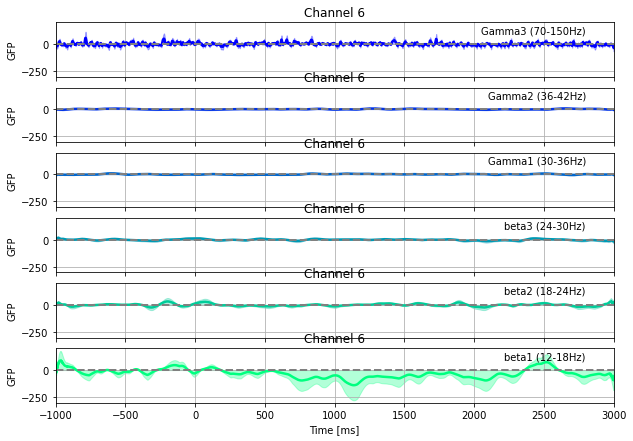 Channel 6
Gamma3 (70-150Hz)
GFP
0
−250
Channel 6
Gamma2 (36-42Hz)
GFP
0
−250
Channel 6
Gamma1 (30-36Hz)
GFP
0
−250
Channel 6
beta3 (24-30Hz)
GFP
0
−250
Channel 6
beta2 (18-24Hz)
GFP
0
−250
Channel 6
beta1 (12-18Hz)
GFP
0
−250
−1000 −500 0 500 1000 1500 2000 2500 3000
Time [ms]